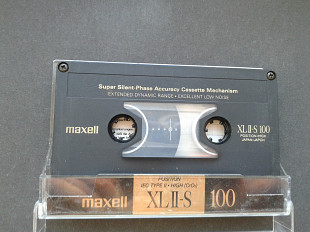 Super Silent-Phase Accuracy Cassette Mechanism
EXTENDED DYNAMIC RANGE • EXCELLENT LOW NOISE
maxell
XLII-S 100
POSITION•HIGH
JAPAN
POSITION
IEC TYPE II • HIGH (CrO₂)
maxell XLII-S 100